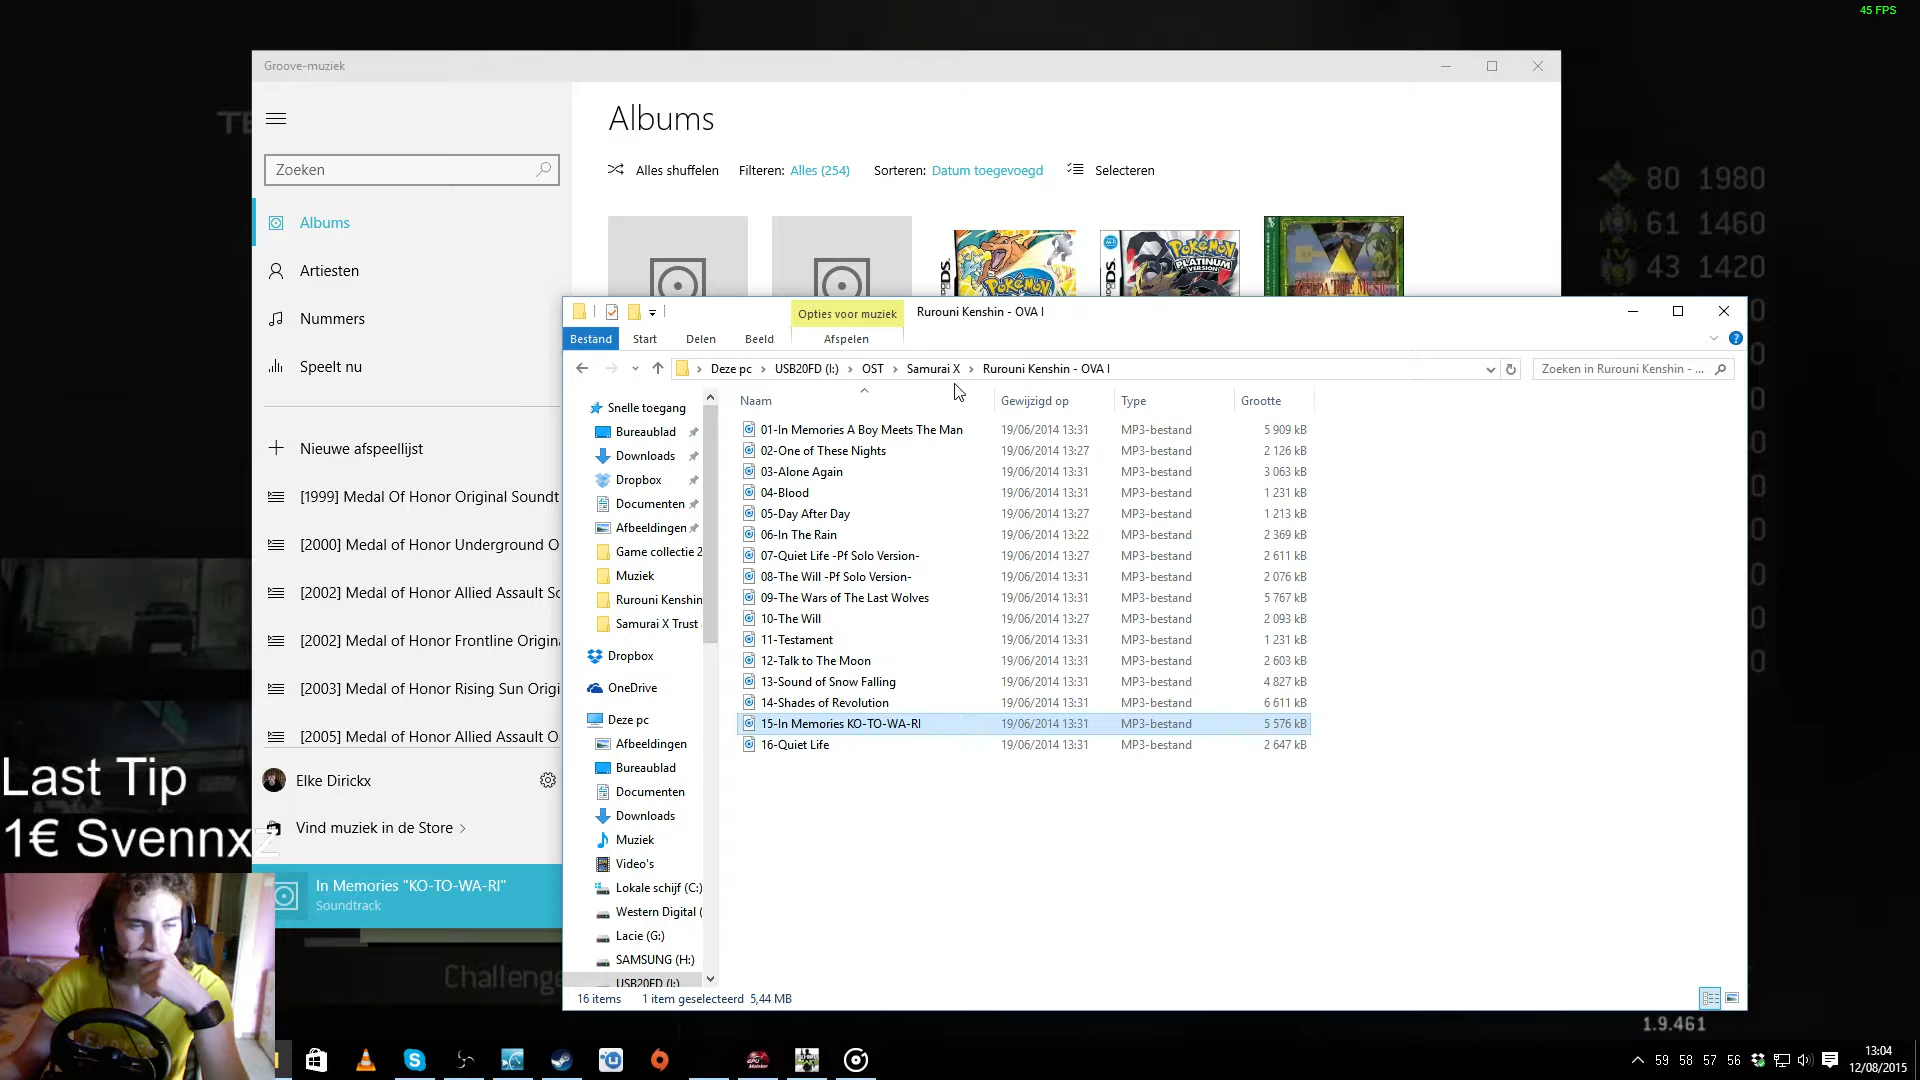 45 FPS
Groove-muziek
Zoeken
Albums
Artiesten
Nummers
Speelt nu
Nieuwe afspeellijst
[1999] Medal Of Honor Original Soundt
[2000] Medal of Honor Underground O
[2002] Medal of Honor Allied Assault So
[2002] Medal of Honor Frontline Origin
[2003] Medal of Honor Rising Sun Origi
[2005] Medal of Honor Allied Assault O
Elke Dirickx
Vind muziek in de Store
In Memories "KO-TO-WA-RI"
Soundtrack
Albums
Alles shuffelen Filteren: Alles (254) Sorteren: Datum toegevoegd Selecteren
POKéMON
POKéMON
PLATINUM
VERSION
80 1980
61 1460
43 1420
Opties voor muziek Rurouni Kenshin - OVA I
Bestand Start Delen Beeld Afspelen
Deze pc USB20FD (I:) OST Samurai X Rurouni Kenshin - OVA I
Zoeken in Rurouni Kenshin - ...
Snelle toegang
Bureaublad
Downloads
Dropbox
Documenten
Afbeeldingen
Game collectie 2
Muziek
Rurouni Kenshin
Samurai X Trust
Dropbox
OneDrive
Deze pc
Afbeeldingen
Bureaublad
Documenten
Downloads
Muziek
Video's
Lokale schijf (C:)
Western Digital (
Lacie (G:)
SAMSUNG (H:)
USB20FD (I:)
Naam Gewijzigd op Type Grootte
01-In Memories A Boy Meets The Man 19/06/2014 13:31 MP3-bestand 5 909 kB
02-One of These Nights 19/06/2014 13:27 MP3-bestand 2 126 kB
03-Alone Again 19/06/2014 13:31 MP3-bestand 3 063 kB
04-Blood 19/06/2014 13:31 MP3-bestand 1 231 kB
05-Day After Day 19/06/2014 13:27 MP3-bestand 1 213 kB
06-In The Rain 19/06/2014 13:22 MP3-bestand 2 369 kB
07-Quiet Life -Pf Solo Version- 19/06/2014 13:27 MP3-bestand 2 611 kB
08-The Will -Pf Solo Version- 19/06/2014 13:31 MP3-bestand 2 076 kB
09-The Wars of The Last Wolves 19/06/2014 13:31 MP3-bestand 5 767 kB
10-The Will 19/06/2014 13:27 MP3-bestand 2 093 kB
11-Testament 19/06/2014 13:31 MP3-bestand 1 231 kB
12-Talk to The Moon 19/06/2014 13:31 MP3-bestand 2 603 kB
13-Sound of Snow Falling 19/06/2014 13:31 MP3-bestand 4 827 kB
14-Shades of Revolution 19/06/2014 13:31 MP3-bestand 6 611 kB
15-In Memories KO-TO-WA-RI 19/06/2014 13:31 MP3-bestand 5 576 kB
16-Quiet Life 19/06/2014 13:31 MP3-bestand 2 647 kB
16 items 1 item geselecteerd 5,44 MB
Last Tip
1€ Svennxz
Challenge
1.9.461
59 58 57 56
13:04
12/08/2015